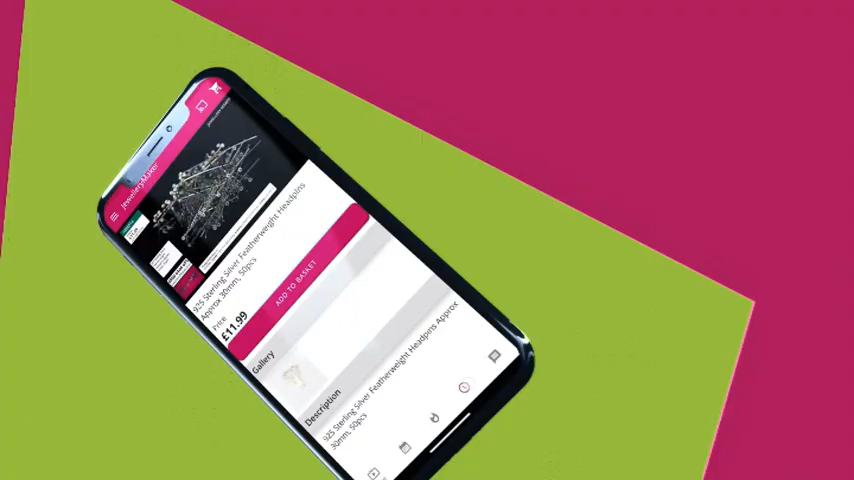 JewelleryMaker
925 Sterling Silver Featherweight Headpins
Approx 30mm, 50pcs
Price
£11.99
ADD TO BASKET
Gallery
Description
925 Sterling Silver Featherweight Headpins Approx
30mm, 50pcs